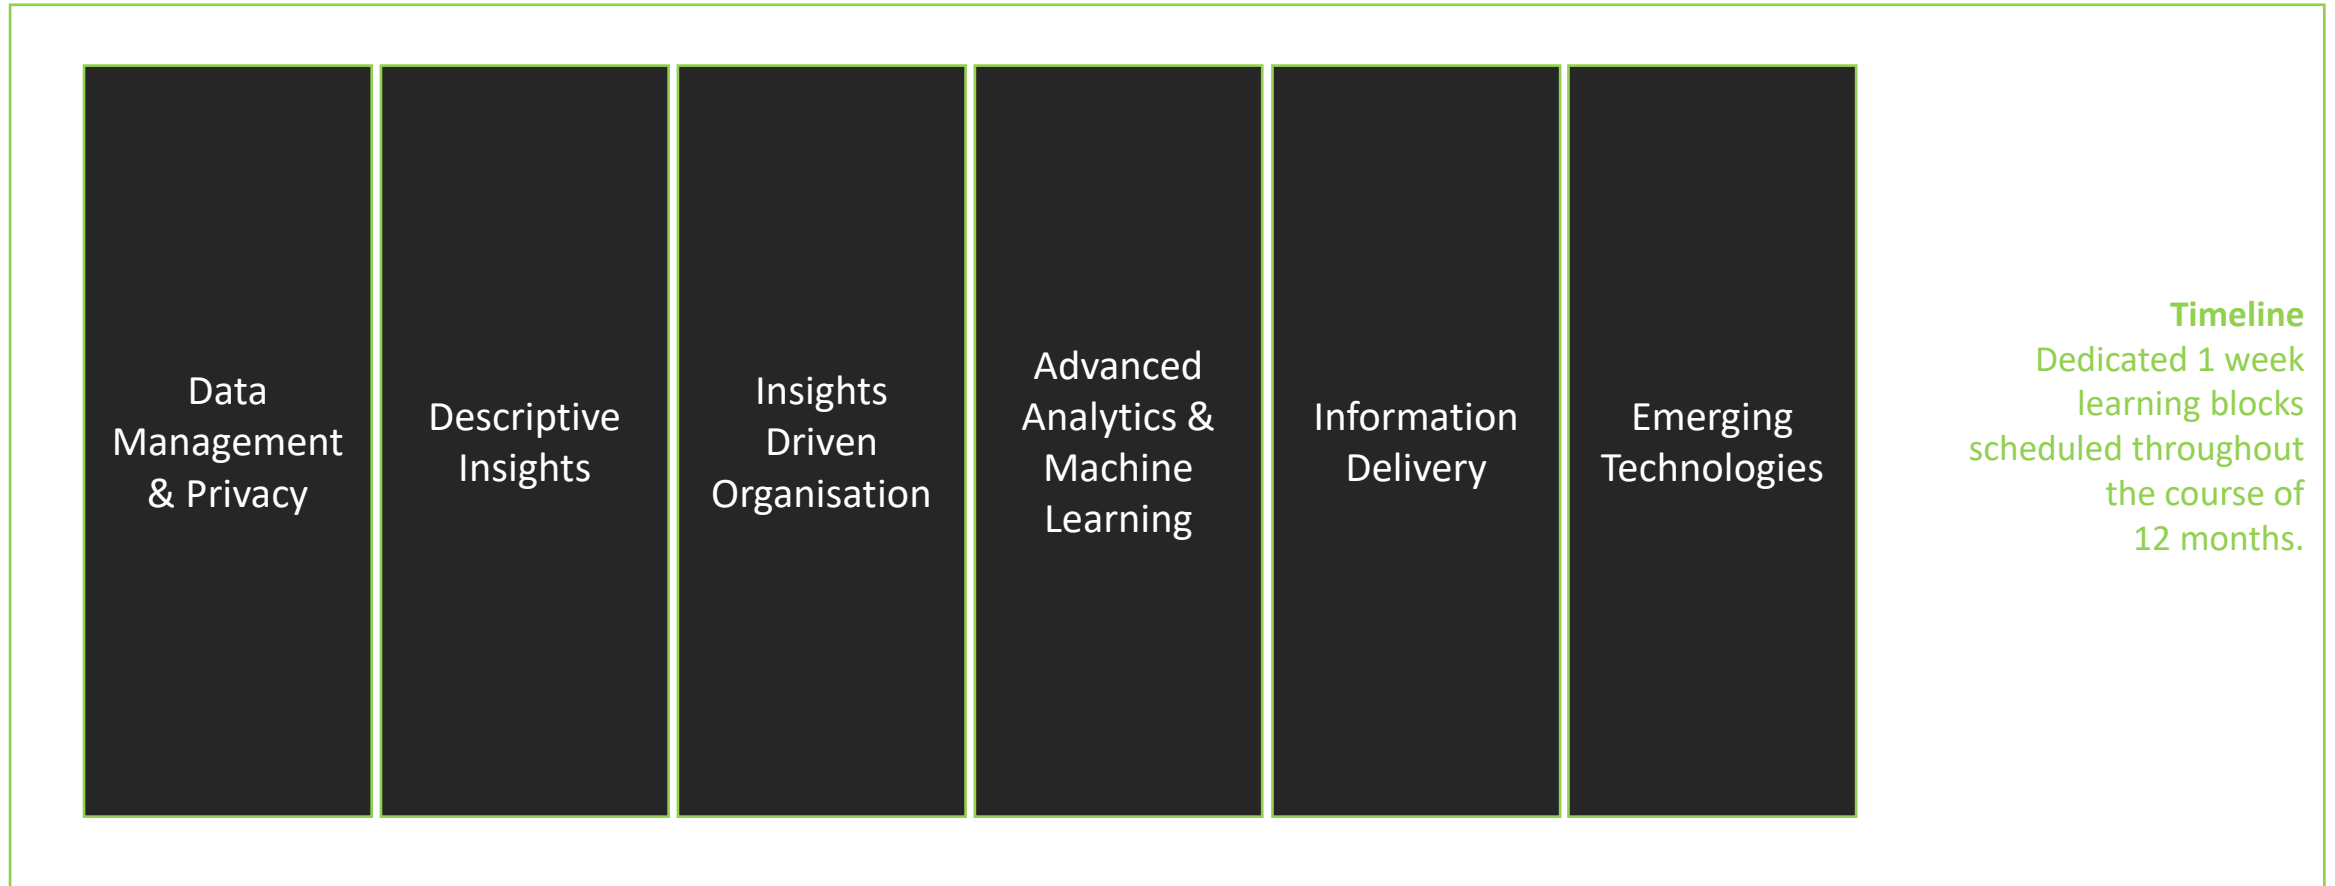 Data
Management
& Privacy
Descriptive
Insights
Insights
Driven
Organisation
Advanced
Analytics &
Machine
Learning
Information
Delivery
Emerging
Technologies
Timeline
Dedicated 1 week
learning blocks
scheduled throughout
the course of
12 months.